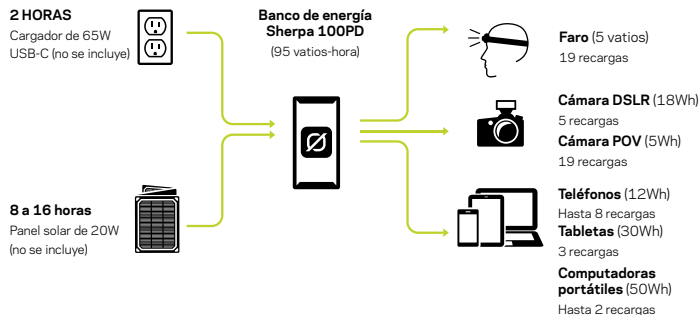 2 HORAS
Cargador de 65W
USB-C (no se incluye)
8 a 16 horas
Panel solar de 20W
(no se incluye)
Banco de energía
Sherpa 100PD
(95 vatios-hora)
Faro (5 vatios)
19 recargas
Cámara DSLR (18Wh)
5 recargas
Cámara POV (5Wh)
19 recargas
Teléfonos (12Wh)
Hasta 8 recargas
Tabletas (30Wh)
3 recargas
Computadoras
portátiles (50Wh)
Hasta 2 recargas